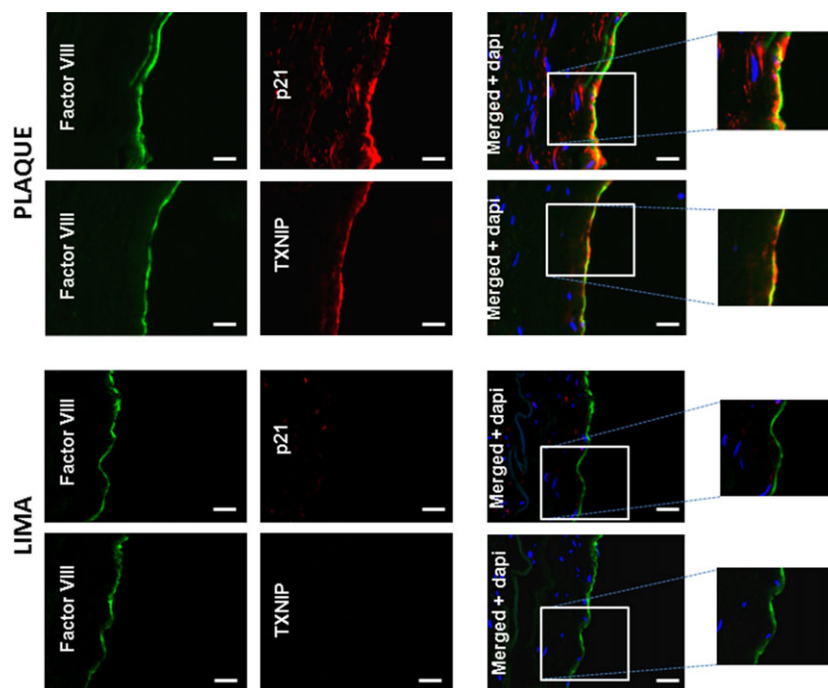 PLAQUE
Factor VIII
p21
Merged + dapi
Factor VIII
TXNIP
Merged + dapi
LIMA
Factor VIII
p21
Merged + dapi
Factor VIII
TXNIP
Merged + dapi